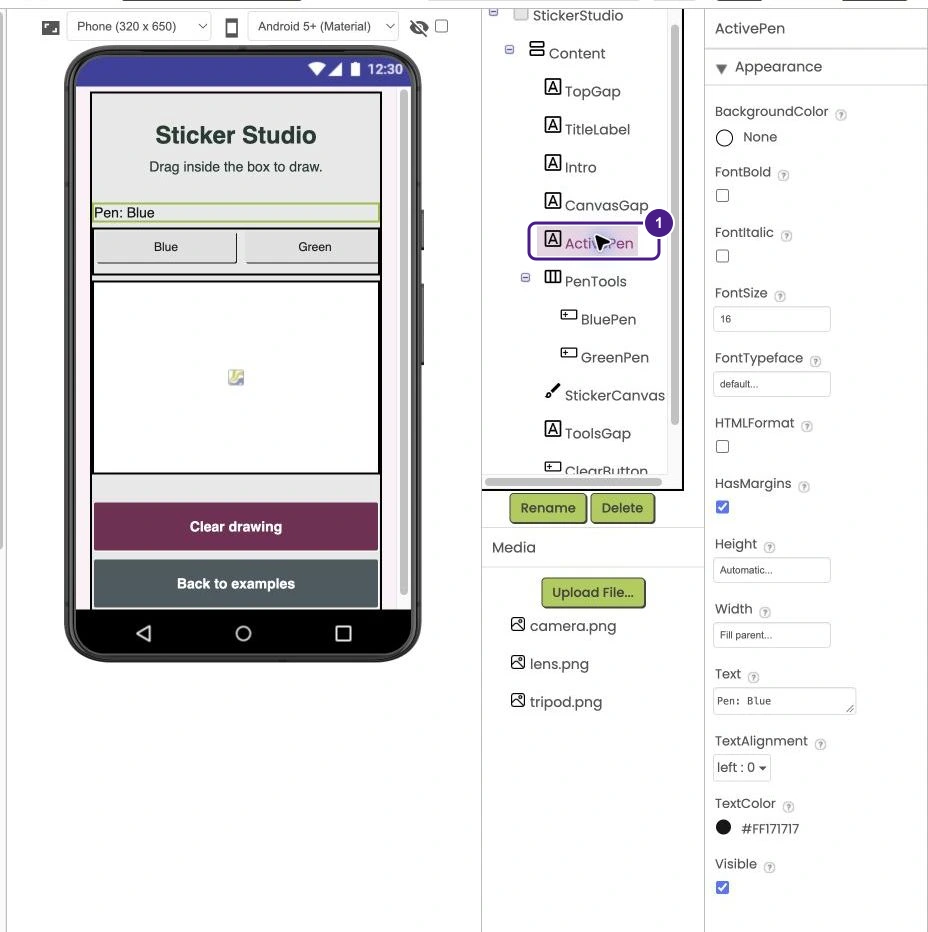 Phone (320 x 650)
Android 5+ (Material)
12:30
Sticker Studio
Drag inside the box to draw.
Pen: Blue
Blue
Green
Clear drawing
Back to examples
StickerStudio
Content
TopGap
TitleLabel
Intro
CanvasGap
1
ActivePen
PenTools
BluePen
GreenPen
StickerCanvas
ToolsGap
ClearButton
Rename
Delete
Media
Upload File...
camera.png
lens.png
tripod.png
ActivePen
Appearance
BackgroundColor ?
None
FontBold ?
FontItalic ?
FontSize ?
16
FontTypeface ?
default...
HTMLFormat ?
HasMargins ?
Height ?
Automatic...
Width ?
Fill parent...
Text ?
Pen: Blue
TextAlignment ?
left : 0
TextColor ?
#FF171717
Visible ?